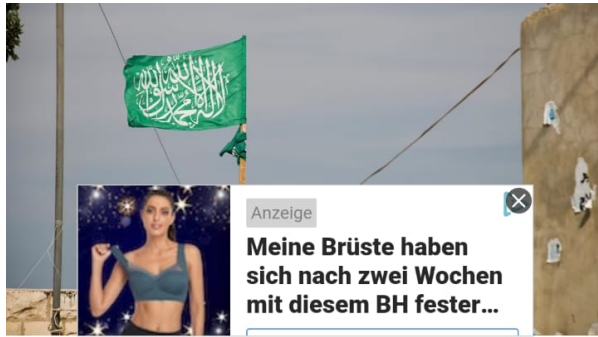 لا إله إلا الله محمد رسول الله
Anzeige
Meine Brüste haben
sich nach zwei Wochen
mit diesem BH fester...